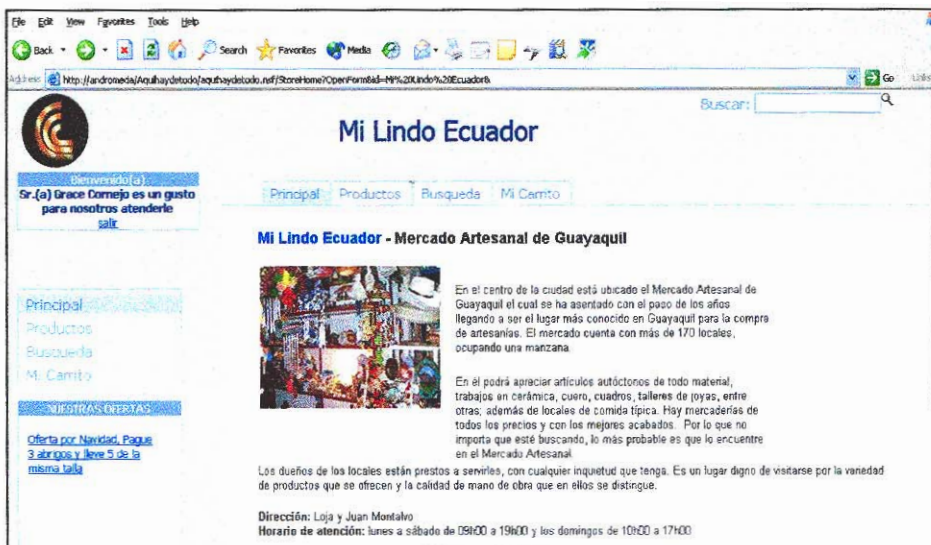 File Edit View Favorites Tools Help
Back Search Favorites Media
Address http://andromeda/Aquihaydetodo/aquihaydetodo.nsf/StoreHome?OpenForm&id=Mi%20Lindo%20Ecuador& Go Links
Buscar:
Mi Lindo Ecuador
Bienvenido(a)
Sr.(a) Grace Cornejo es un gusto
para nosotros atenderle
salir
Principal Productos Busqueda Mi Carrito
Mi Lindo Ecuador - Mercado Artesanal de Guayaquil
En el centro de la ciudad está ubicado el Mercado Artesanal de
Guayaquil el cual se ha asentado con el paso de los años
llegando a ser el lugar más conocido en Guayaquil para la compra
de artesanías. El mercado cuenta con más de 170 locales,
ocupando una manzana.
En él podrá apreciar artículos autóctonos de todo material,
trabajos en cerámica, cuero, cuadros, talleres de joyas, entre
otras; además de locales de comida típica. Hay mercaderías de
todos los precios y con los mejores acabados. Por lo que no
importa que esté buscando, lo más probable es que lo encuentre
en el Mercado Artesanal.
Los dueños de los locales están prestos a servirles, con cualquier inquietud que tenga. Es un lugar digno de visitarse por la variedad
de productos que se ofrecen y la calidad de mano de obra que en ellos se distingue.
Dirección: Loja y Juan Montalvo
Horario de atención: lunes a sábado de 09h00 a 19h00 y los domingos de 10h00 a 17h00
Principal
Productos
Busqueda
Mi Carrito
NUESTRAS OFERTAS
Oferta por Navidad, Pague
3 abrigos y lleve 5 de la
misma talla